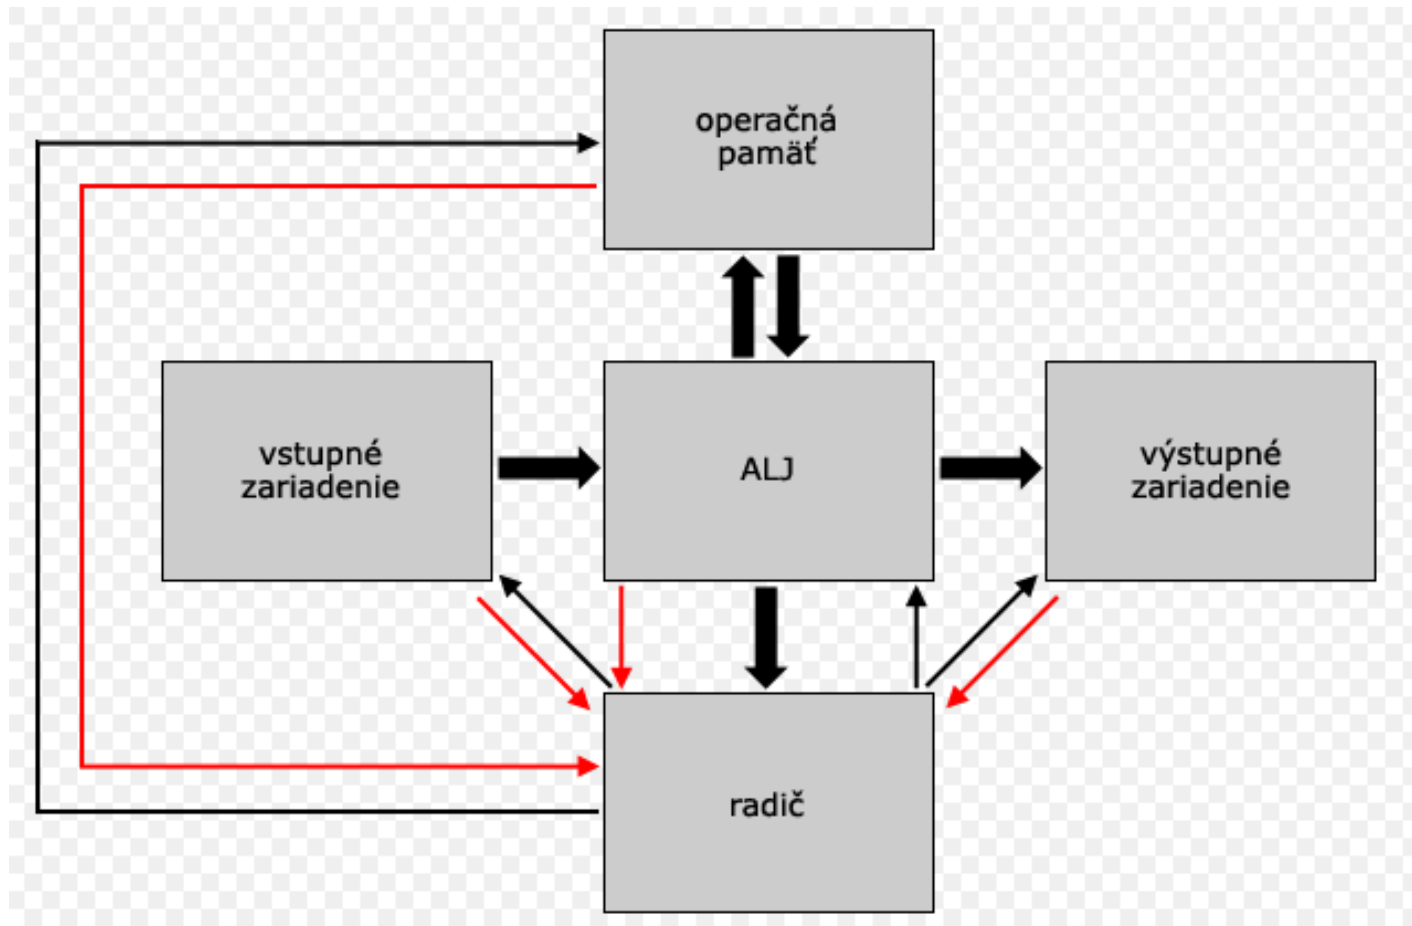 operačná
pamäť
vstupné
zariadenie
ALJ
výstupné
zariadenie
radič